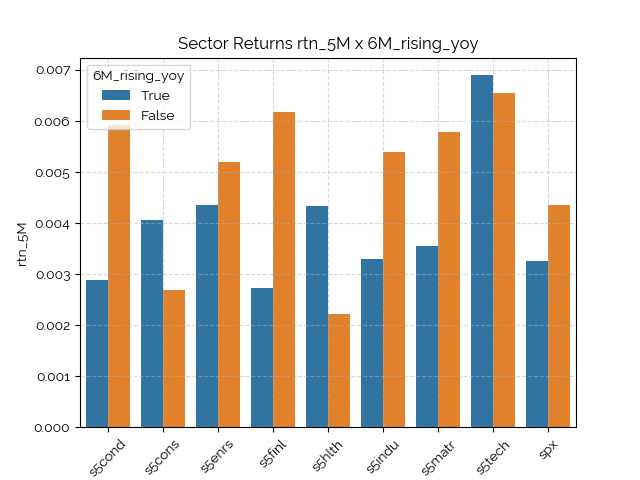 Sector Returns rtn_5M x 6M_rising_yoy
6M_rising_yoy
True
False
0.007
0.006
0.005
0.004
0.003
0.002
0.001
0.000
rtn_5M
s5cond
s5cons
s5enrs
s5finl
s5hlth
s5indu
s5matr
s5tech
spx